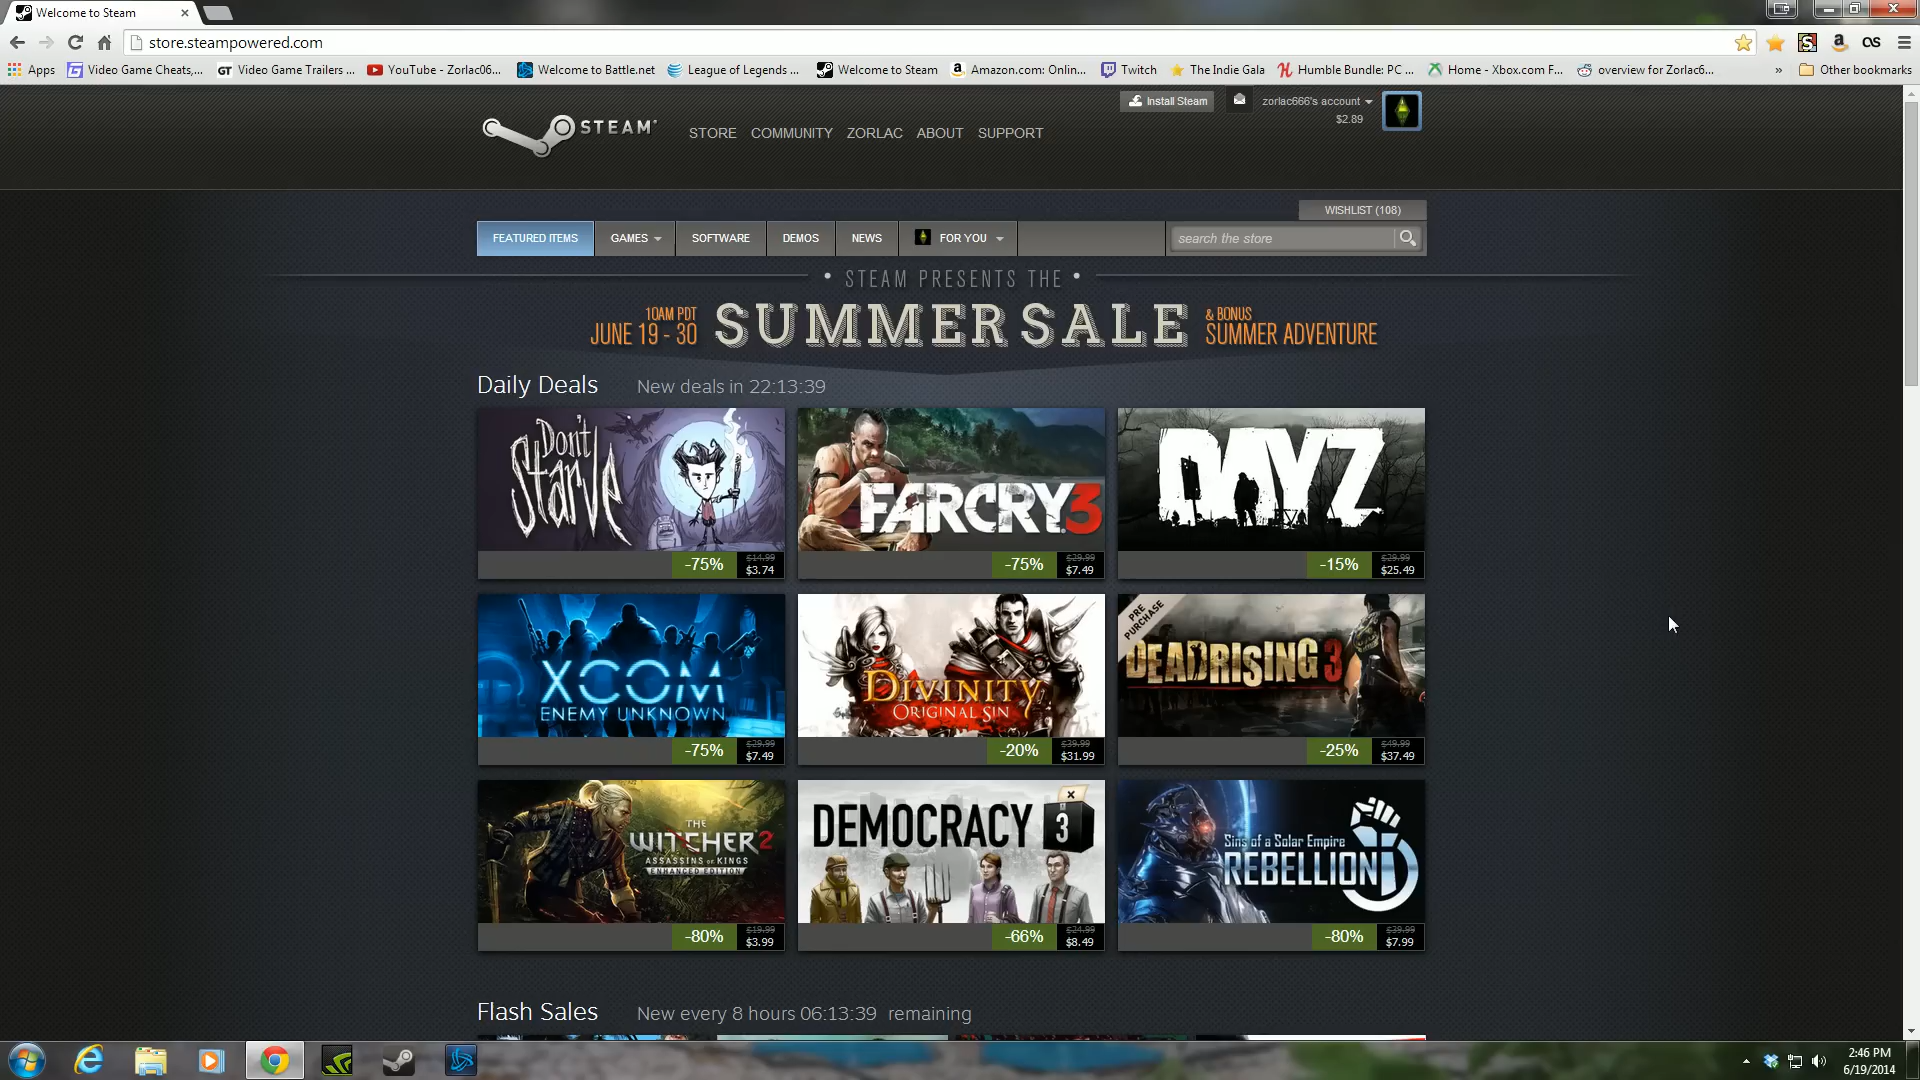 Welcome to Steam
store.steampowered.com
Apps Video Game Cheats,... GT Video Game Trailers ... YouTube - Zorlac06... Welcome to Battle.net League of Legends ... Welcome to Steam Amazon.com: Onlin... Twitch The Indie Gala Humble Bundle: PC ... Home - Xbox.com F... overview for Zorlac6... » Other bookmarks
Install Steam zorlac666's account
$2.89
STEAM STORE COMMUNITY ZORLAC ABOUT SUPPORT
WISHLIST (108)
FEATURED ITEMS GAMES SOFTWARE DEMOS NEWS FOR YOU search the store
• STEAM PRESENTS THE •
10AM PDT
JUNE 19 - 30
SUMMER SALE
& BONUS
SUMMER ADVENTURE
Daily Deals New deals in 22:13:39
Don't
Starve
-75% $14.99
$3.74
FARCRY 3
-75% $29.99
$7.49
DAYZ
-15% $29.99
$25.49
XCOM
ENEMY UNKNOWN
-75% $29.99
$7.49
DIVINITY
ORIGINAL SIN
-20% $39.99
$31.99
PRE
PURCHASE
DEADRISING 3
-25% $49.99
$37.49
THE
WITCHER 2
ASSASSINS OF KINGS
ENHANCED EDITION
-80% $19.99
$3.99
DEMOCRACY 3
-66% $24.99
$8.49
Sins of a Solar Empire
REBELLION
-80% $39.99
$7.99
Flash Sales New every 8 hours 06:13:39 remaining
2:46 PM
6/19/2014